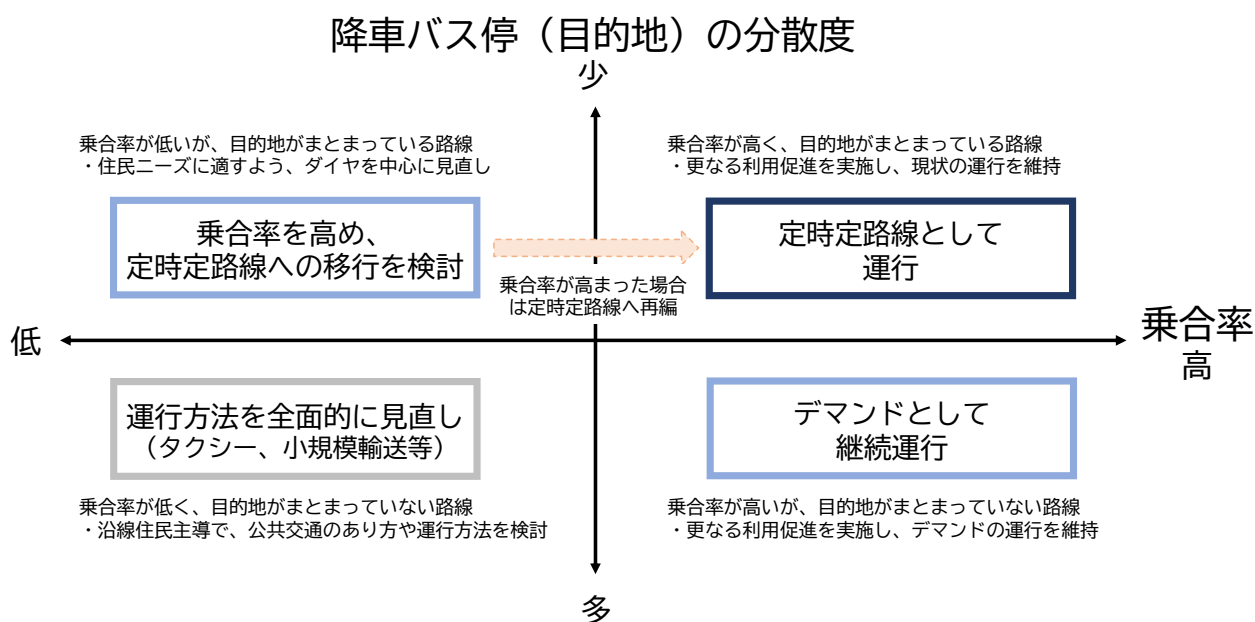 降車バス停（目的地）の分散度
少
乗合率が低いが、目的地がまとまっている路線
・住民ニーズに適すよう、ダイヤを中心に見直し
乗合率を高め、
定時定路線への移行を検討
乗合率が高く、目的地がまとまっている路線
・更なる利用促進を実施し、現状の運行を維持
定時定路線として
運行
乗合率が高まった場合
は定時定路線へ再編
低
乗合率
高
運行方法を全面的に見直し
（タクシー、小規模輸送等）
乗合率が低く、目的地がまとまっていない路線
・沿線住民主導で、公共交通のあり方や運行方法を検討
デマンドとして
継続運行
乗合率が高いが、目的地がまとまっていない路線
・更なる利用促進を実施し、デマンドの運行を維持
多